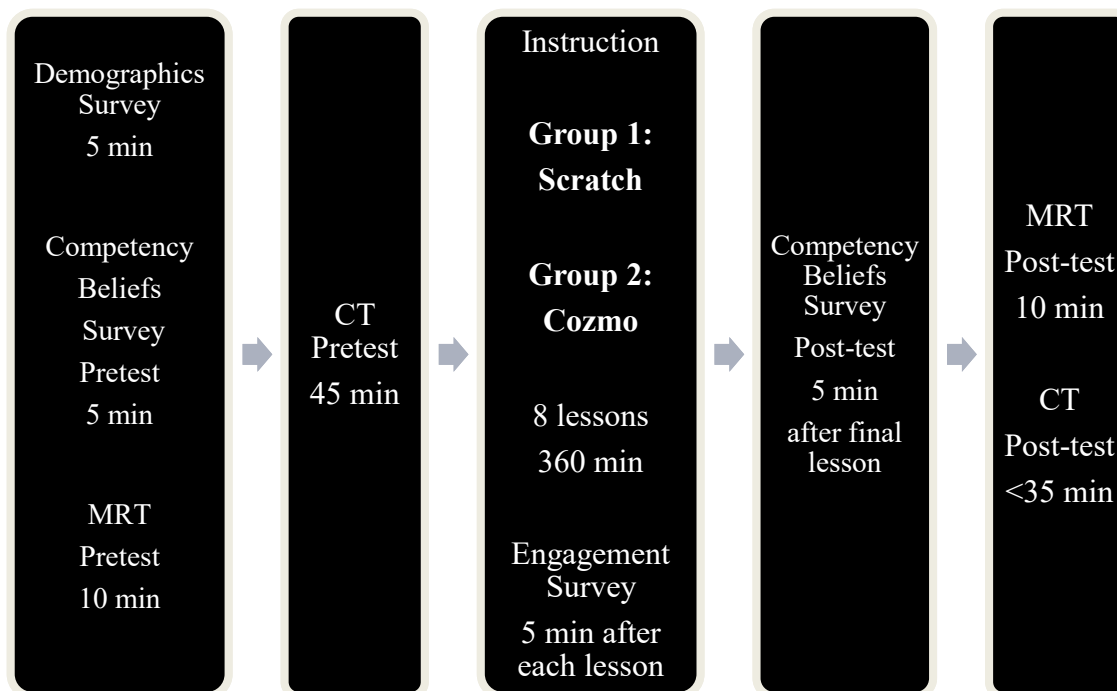 Demographics
Survey
5 min
Competency
Beliefs
Survey
Pretest
5 min
MRT
Pretest
10 min
CT
Pretest
45 min
Instruction
Group 1:
Scratch
Group 2:
Cozmo
8 lessons
360 min
Engagement
Survey
5 min after
each lesson
Competency
Beliefs
Survey
Post-test
5 min
after final
lesson
MRT
Post-test
10 min
CT
Post-test
<35 min